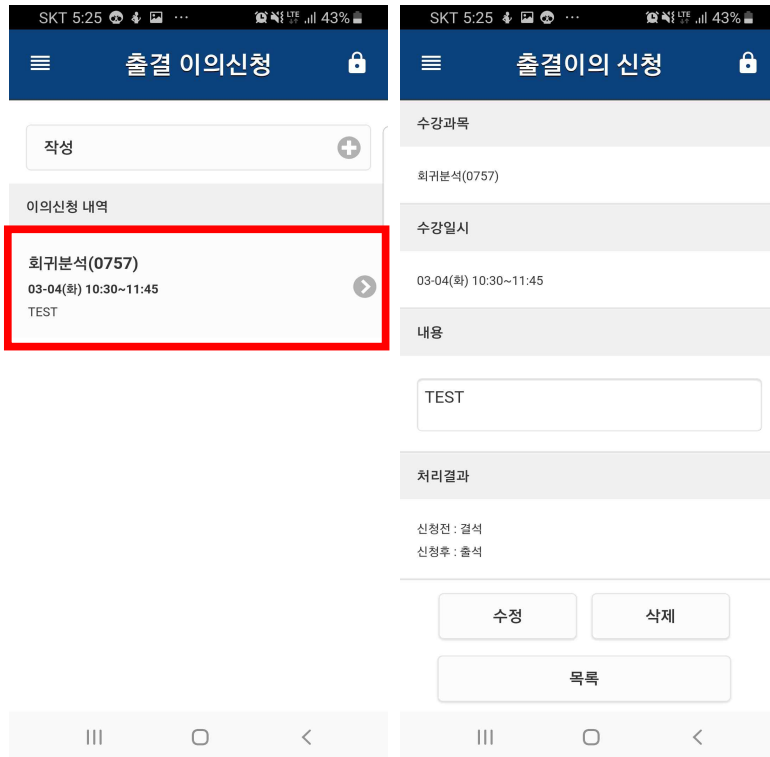 SKT 5:25 ··· LTE 43%
출결 이의신청
작성
이의신청 내역
회귀분석(0757)
03-04(화) 10:30~11:45
TEST
SKT 5:25 ··· LTE 43%
출결이의 신청
수강과목
회귀분석(0757)
수강일시
03-04(화) 10:30~11:45
내용
TEST
처리결과
신청전 : 결석
신청후 : 출석
수정 삭제
목록